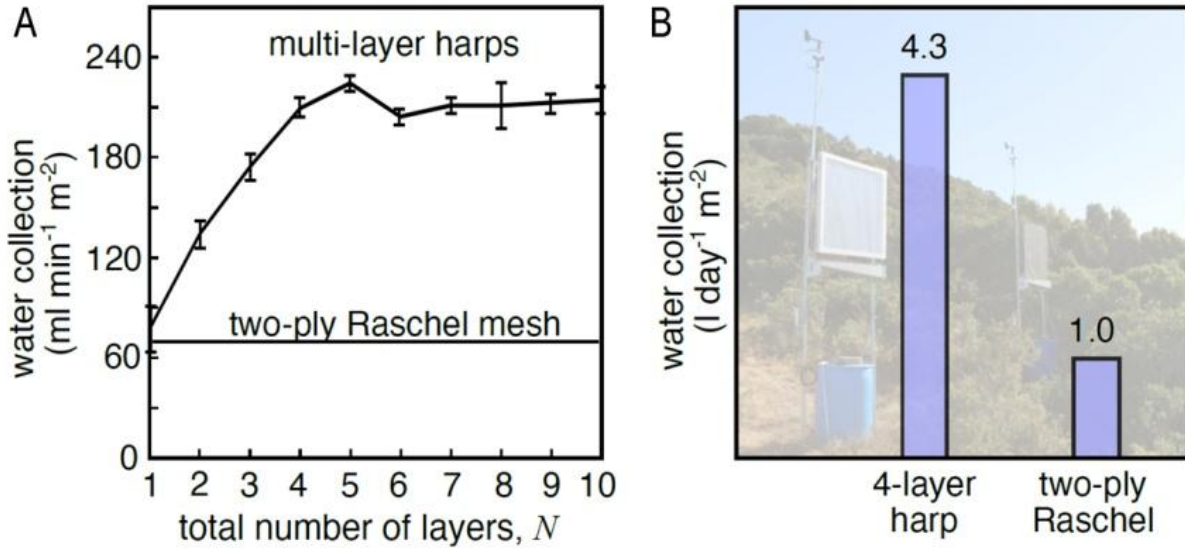 A
multi-layer harps
two-ply Raschel mesh
water collection
(ml min⁻¹ m⁻²)
240
180
120
60
0
1 2 3 4 5 6 7 8 9 10
total number of layers, N
B
4.3
1.0
water collection
(l day⁻¹ m⁻²)
4-layer
harp
two-ply
Raschel